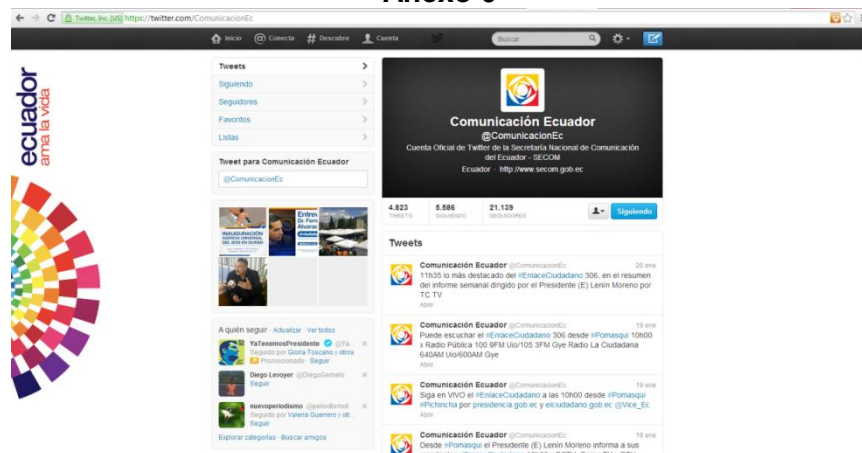 Twitter, Inc. [US] https://twitter.com/ComunicacionEc
Inicio @ Conecta # Descubre Cuenta
Buscar
ecuador
ama la vida
Tweets
Siguiendo
Seguidores
Favoritos
Listas
Tweet para Comunicación Ecuador
@ComunicacionEc
INAUGURACIÓN
A quién seguir · Actualizar · Ver todos
YaTenemosPresidente @Ya...
Seguido por Gloria Toscano y otros
Promocionado · Seguir
Diego Levoyer @DiegoGemelo
Seguir
nuevoperiodismo @periodismot...
Seguido por Valeria Guerrero y otr...
Seguir
Explorar categorías · Buscar amigos
Comunicación Ecuador
@ComunicacionEc
Cuenta Oficial de Twitter de la Secretaría Nacional de Comunicación
del Ecuador - SECOM
Ecuador · http://www.secom.gob.ec
4.823 5.586 21.139
TWEETS SIGUIENDO SEGUIDORES
Siguiendo
Tweets
Comunicación Ecuador @ComunicacionEc 20 ene
11h35 lo más destacado del #EnlaceCiudadano 306, en el resumen
del informe semanal dirigido por el Presidente (E) Lenín Moreno por
TC TV
Abrir
Comunicación Ecuador @ComunicacionEc 19 ene
Puede escuchar el #EnlaceCiudadano 306 desde #Pomasqui 10h00
x Radio Pública 100.9FM Uio/105.3FM Gye Radio La Ciudadana
640AM Uio/600AM Gye
Abrir
Comunicación Ecuador @ComunicacionEc 19 ene
Siga en VIVO el #EnlaceCiudadano a las 10h00 desde #Pomasqui
#Pichincha por presidencia.gob.ec y elciudadano.gob.ec @Vice_Ec
Abrir
Comunicación Ecuador @ComunicacionEc 19 ene
Desde #Pomasqui el Presidente (E) Lenín Moreno informa a sus